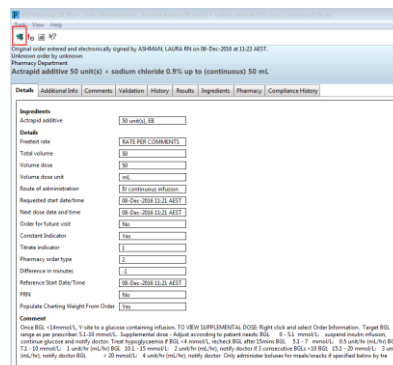 Task View Help
Original order entered and electronically signed by ASHMAN, LAURA RN on 08-Dec-2016 at 11:23 AEST.
Unknown order by unknown
Pharmacy Department
Actrapid additive 50 unit(s) + sodium chloride 0.9% up to (continuous) 50 mL
Details Additional Info Comments Validation History Results Ingredients Pharmacy Compliance History
Ingredients
Actrapid additive 50 unit(s), EB
Details
Freetext rate RATE PER COMMENTS
Total volume 50
Volume dose 50
Volume dose unit mL
Route of administration IV continuous infusion
Requested start date/time 08-Dec-2016 11:21 AEST
Next dose date and time 08-Dec-2016 11:21 AEST
Order for future visit No
Constant Indicator Yes
Titrate indicator 1
Pharmacy order type 2
Difference in minutes -1
Reference Start Date/Time 08-Dec-2016 11:21 AEST
PRN No
Populate Charting Weight From Order Yes
Comment
Once BGL <14mmol/L, Y-site to a glucose containing infusion. TO VIEW SUPPLEMENTAL DOSE: Right click and select Order Information. Target BGL
range as per prescriber 5.1-10 mmol/L. Supplemental dose - Adjust according to patient needs: BGL 0 - 5.1 mmol/L: suspend insulin infusion,
continue glucose and notify doctor. Treat hypoglycaemia if BGL <4 mmol/L, recheck BGL after 15mins BGL 5.1 - 7 mmol/L: 0.5 unit/hr (mL/hr) BGL
7.1 - 10 mmol/L: 1 unit/hr (mL/hr) BGL 10.1 - 15 mmol/L: 2 unit/hr (mL/hr), notify doctor if 3 consecutive BGLs >10 BGL 15.1 - 20 mmol/L: 3 un
(mL/hr), notify doctor BGL > 20 mmol/L: 4 unit/hr (mL/hr), notify doctor Only administer boluses for meals/snacks if specified below by tre